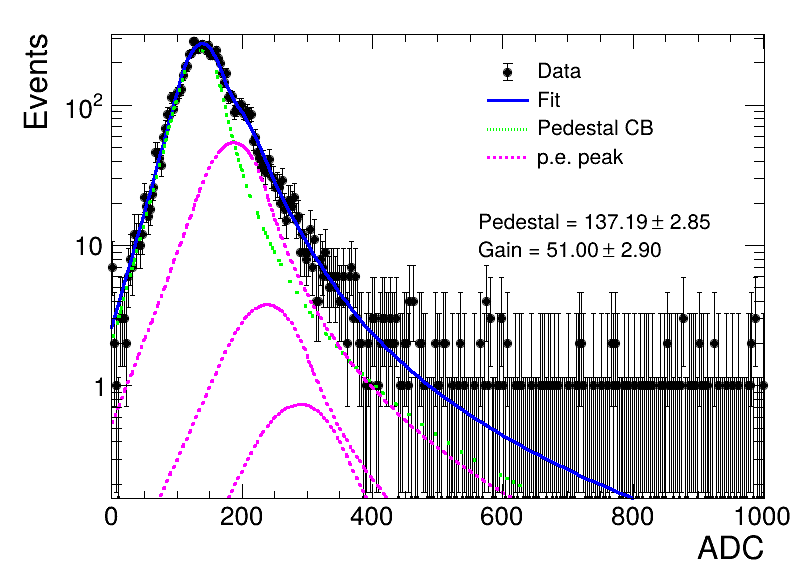 Events
10²
10
1
Data
Fit
Pedestal CB
p.e. peak
Pedestal = 137.19 ± 2.85
Gain = 51.00 ± 2.90
0 200 400 600 800 1000
ADC